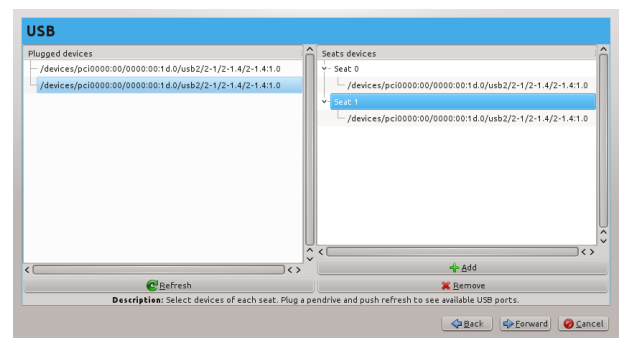 USB
Plugged devices
/devices/pci0000:00/0000:00:1d.0/usb2/2-1/2-1.4/2-1.4:1.0
/devices/pci0000:00/0000:00:1d.0/usb2/2-1/2-1.4/2-1.4:1.0
Refresh
Seats devices
Seat 0
/devices/pci0000:00/0000:00:1d.0/usb2/2-1/2-1.4/2-1.4:1.0
Seat 1
/devices/pci0000:00/0000:00:1d.0/usb2/2-1/2-1.4/2-1.4:1.0
Add
Remove
Description: Select devices of each seat. Plug a pendrive and push refresh to see available USB ports.
Back Forward Cancel